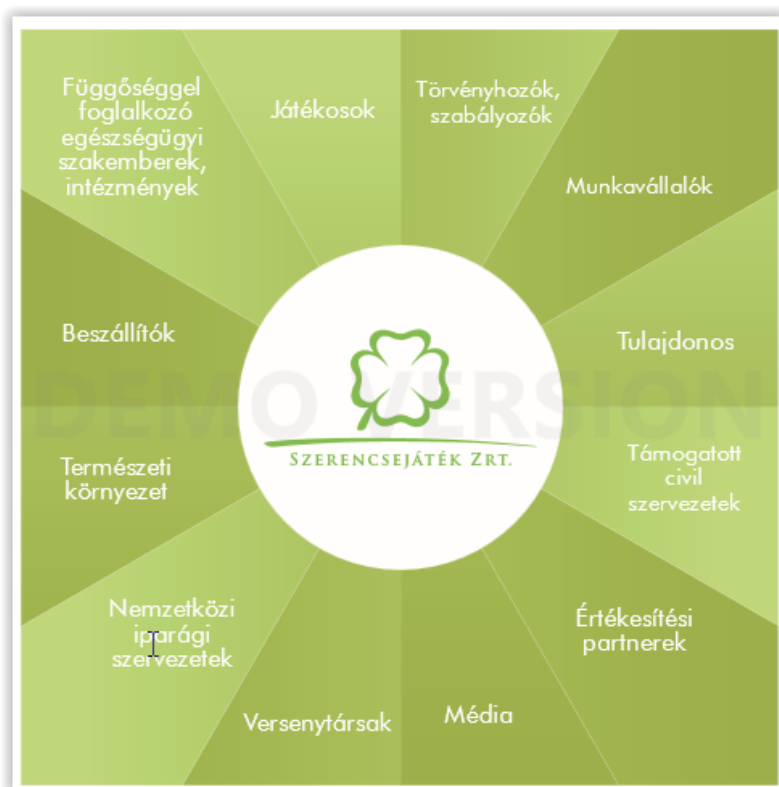 Függőséggel
foglalkozó
egészségügyi
szakemberek,
intézmények
Játékosok
Törvényhozók,
szabályozók
Munkavállalók
Beszállítók
Tulajdonos
DEMO VERSION
SZERENCSEJÁTÉK ZRT.
Természeti
környezet
Támogatott
civil
szervezetek
Nemzetközi
iparági
szervezetek
Értékesítési
partnerek
Versenytársak
Média